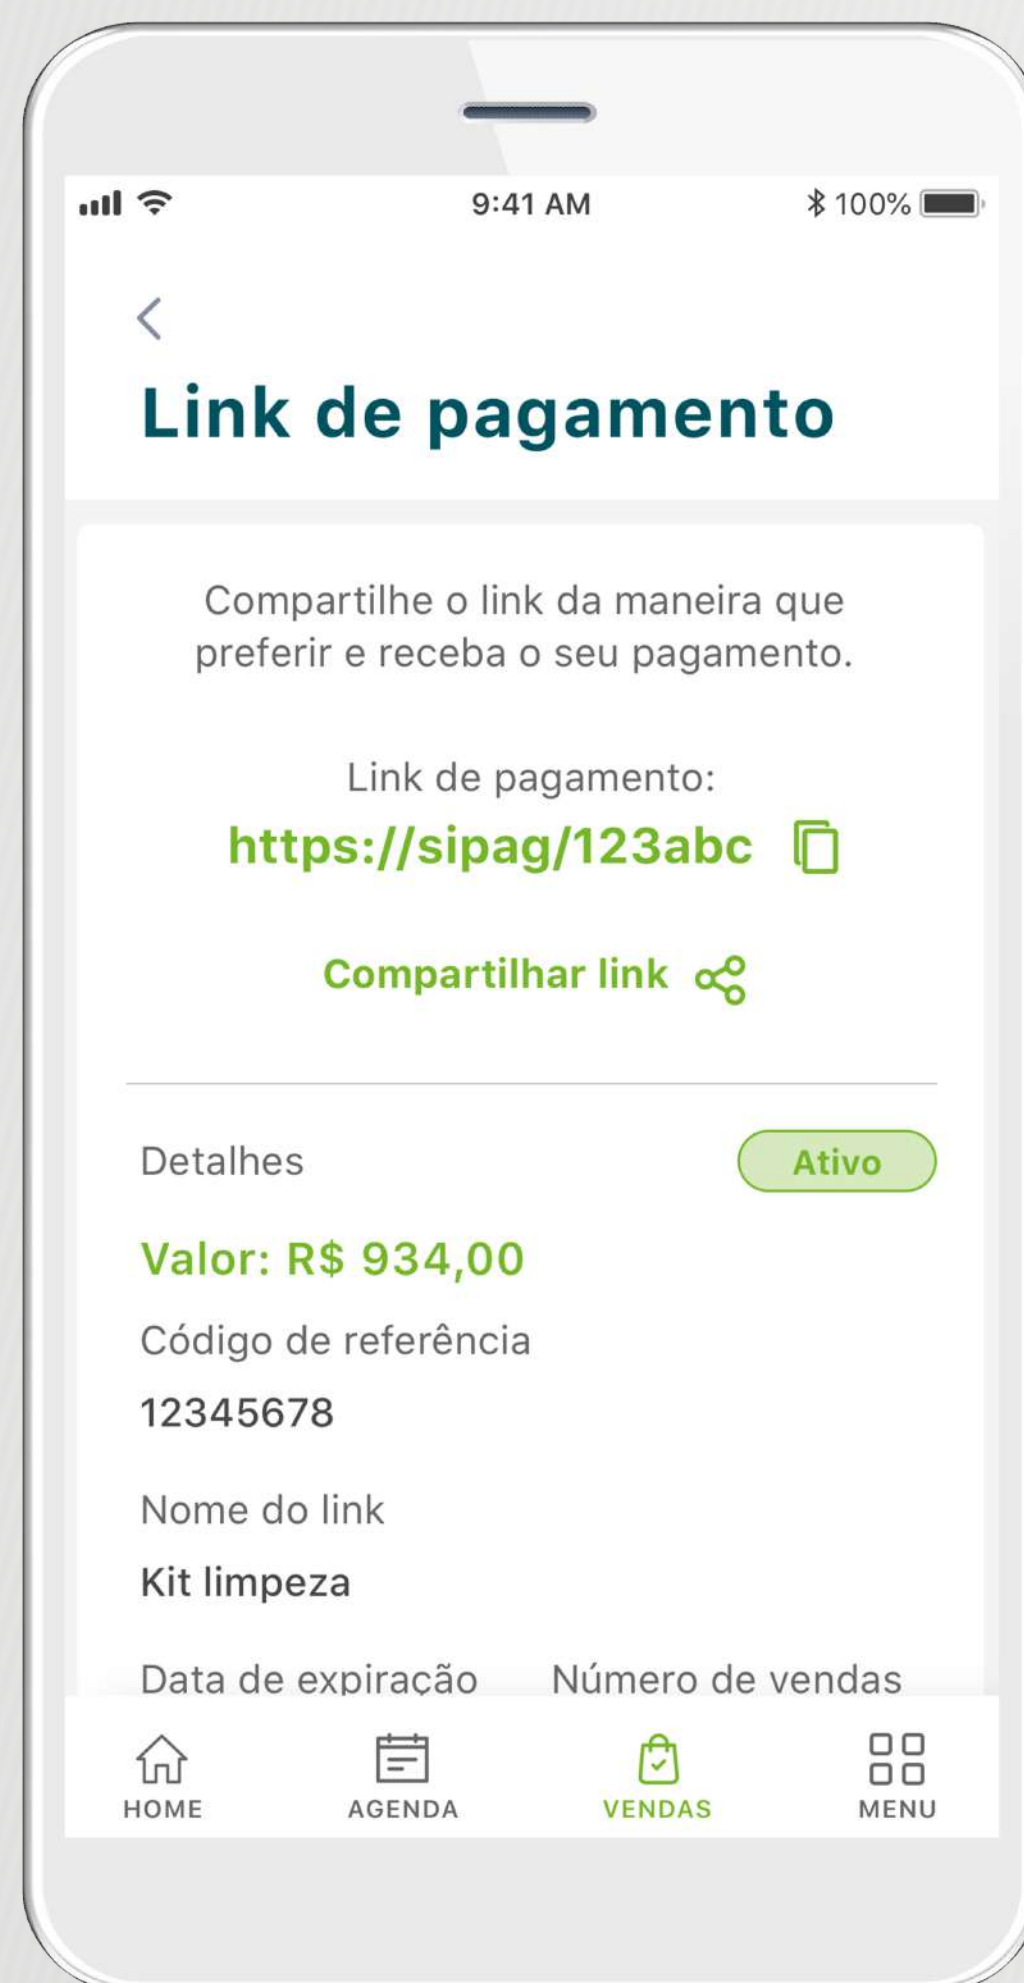 9:41 AM
100%
Link de pagamento
Compartilhe o link da maneira que
preferir e receba o seu pagamento.
Link de pagamento:
https://sipag/123abc
Compartilhar link
Detalhes
Ativo
Valor: R$ 934,00
Código de referência
12345678
Nome do link
Kit limpeza
Data de expiração
Número de vendas
HOME
AGENDA
VENDAS
MENU